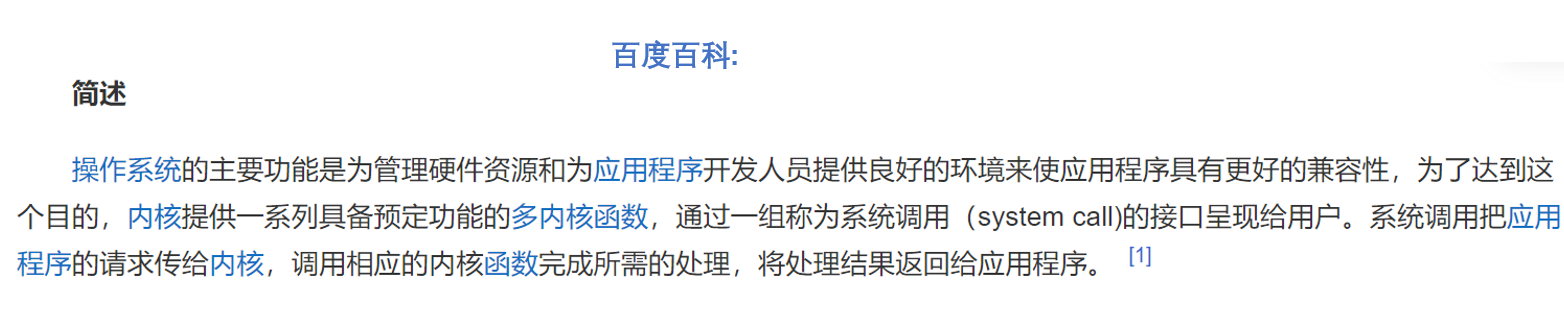 百度百科:
简述
操作系统的主要功能是为管理硬件资源和为应用程序开发人员提供良好的环境来使应用程序具有更好的兼容性，为了达到这
个目的，内核提供一系列具备预定功能的多内核函数，通过一组称为系统调用（system call)的接口呈现给用户。系统调用把应用
程序的请求传给内核，调用相应的内核函数完成所需的处理，将处理结果返回给应用程序。 [1]